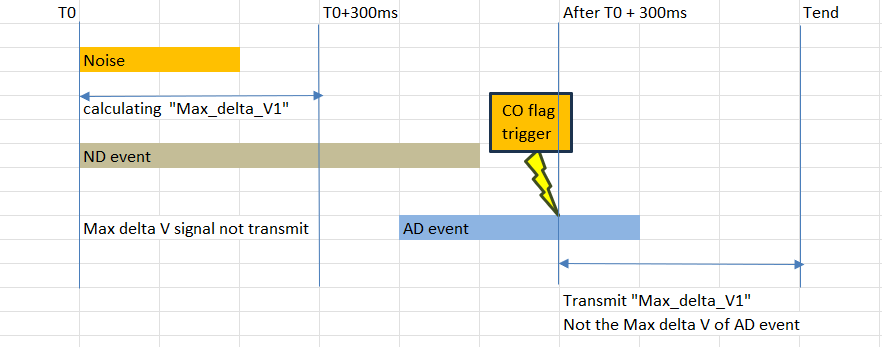 T0 T0+300ms After T0 + 300ms Tend
Noise
calculating "Max_delta_V1"
CO flag
trigger
ND event
Max delta V signal not transmit AD event
Transmit "Max_delta_V1"
Not the Max delta V of AD event